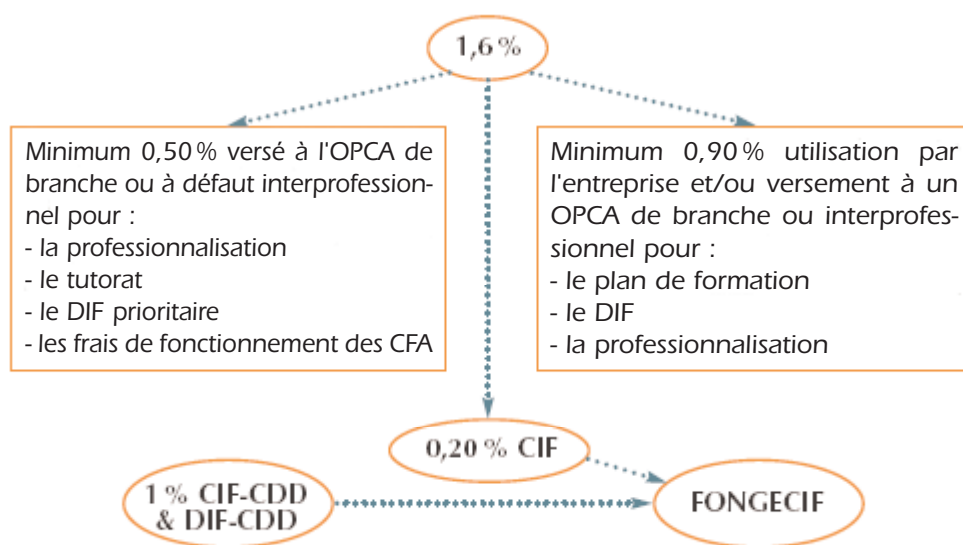 1,6 %
Minimum 0,50 % versé à l'OPCA de
branche ou à défaut interprofession-
nel pour :
- la professionnalisation
- le tutorat
- le DIF prioritaire
- les frais de fonctionnement des CFA
Minimum 0,90 % utilisation par
l'entreprise et/ou versement à un
OPCA de branche ou interprofes-
sionnel pour :
- le plan de formation
- le DIF
- la professionnalisation
0,20 % CIF
1 % CIF-CDD
& DIF-CDD
FONGECIF